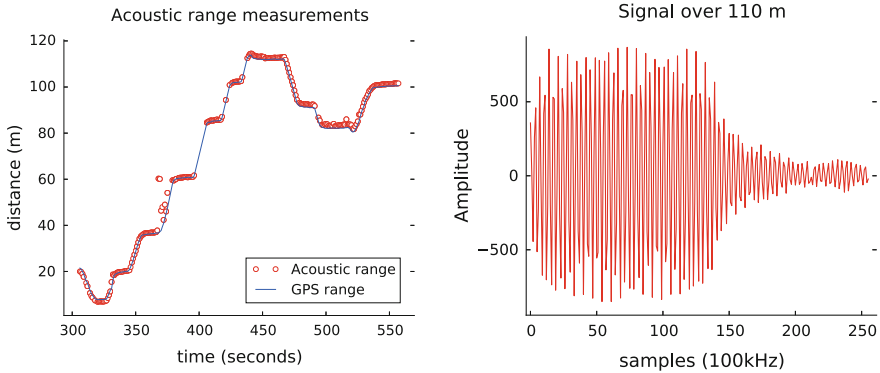 Acoustic range measurements
120
100
80
60
40
20
distance (m)
300
350
400
450
500
550
time (seconds)
Acoustic range
GPS range
Signal over 110 m
500
0
−500
Amplitude
0
50
100
150
200
250
samples (100kHz)